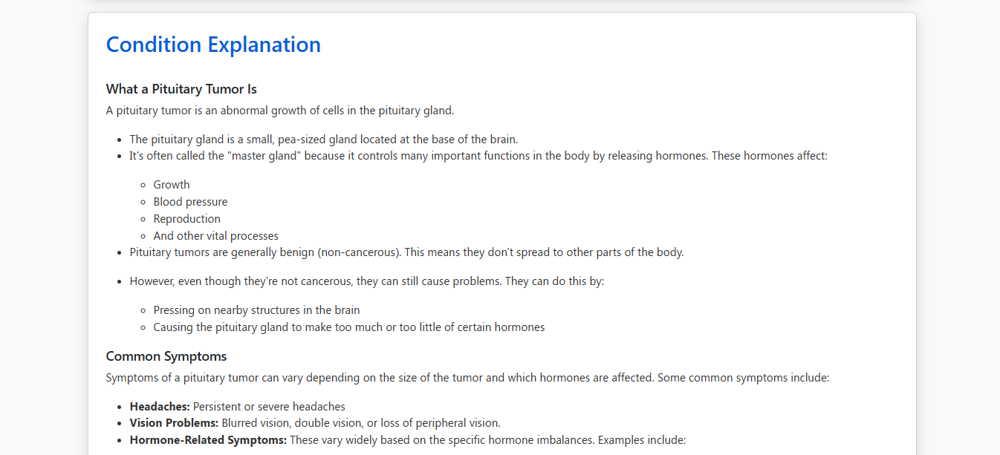 Condition Explanation
What a Pituitary Tumor Is
A pituitary tumor is an abnormal growth of cells in the pituitary gland.
The pituitary gland is a small, pea-sized gland located at the base of the brain.
It's often called the "master gland" because it controls many important functions in the body by releasing hormones. These hormones affect:
Growth
Blood pressure
Reproduction
And other vital processes
Pituitary tumors are generally benign (non-cancerous). This means they don't spread to other parts of the body.
However, even though they're not cancerous, they can still cause problems. They can do this by:
Pressing on nearby structures in the brain
Causing the pituitary gland to make too much or too little of certain hormones
Common Symptoms
Symptoms of a pituitary tumor can vary depending on the size of the tumor and which hormones are affected. Some common symptoms include:
Headaches: Persistent or severe headaches
Vision Problems: Blurred vision, double vision, or loss of peripheral vision.
Hormone-Related Symptoms: These vary widely based on the specific hormone imbalances. Examples include: